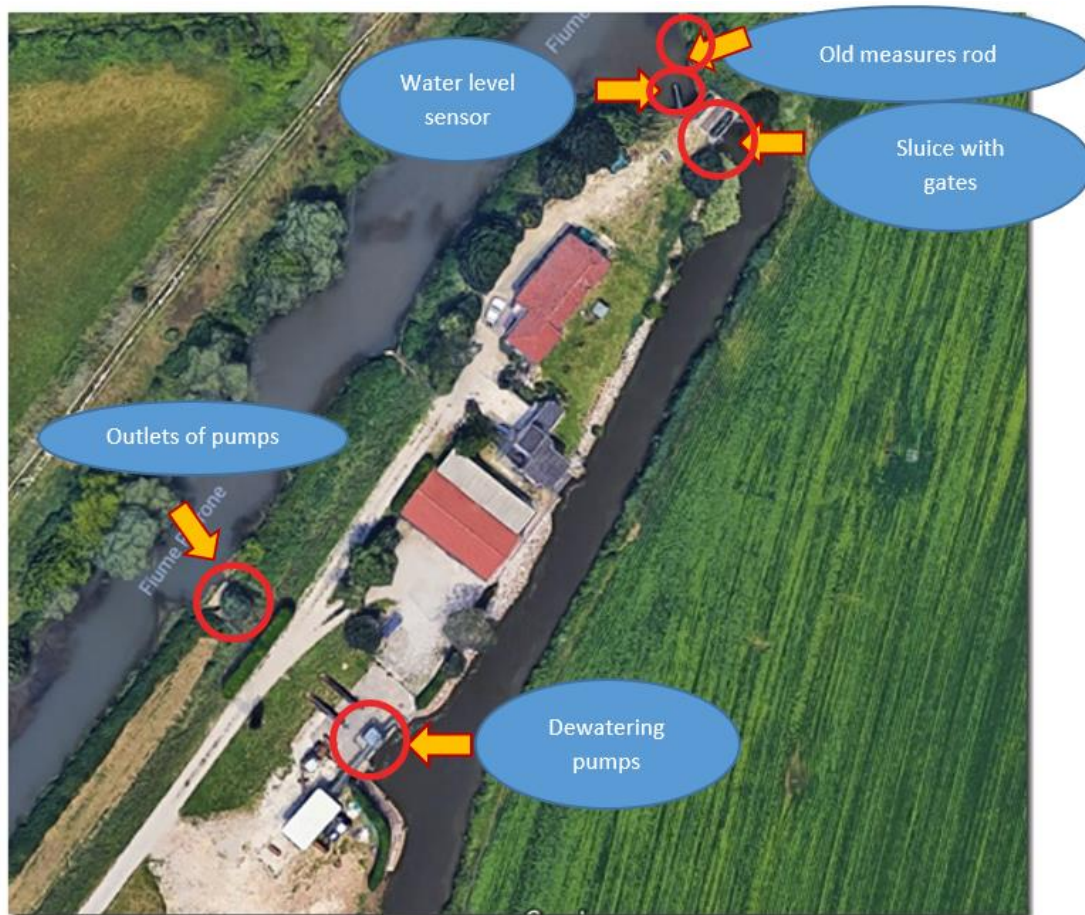 Fiume
Old measures rod
Water level
sensor
Sluice with
gates
Outlets of pumps
Fiume
Dewatering
pumps